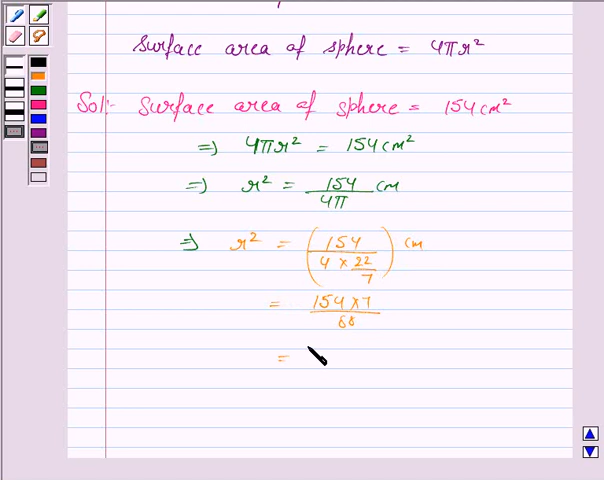 Surface area of sphere = 4πr²
Sol:- Surface area of sphere = 154 cm²
⇒ 4πr² = 154 cm²
⇒ r² = 154/4π cm
⇒ r² = (154/(4 × 22/7)) cm
= 154 × 7/88
=